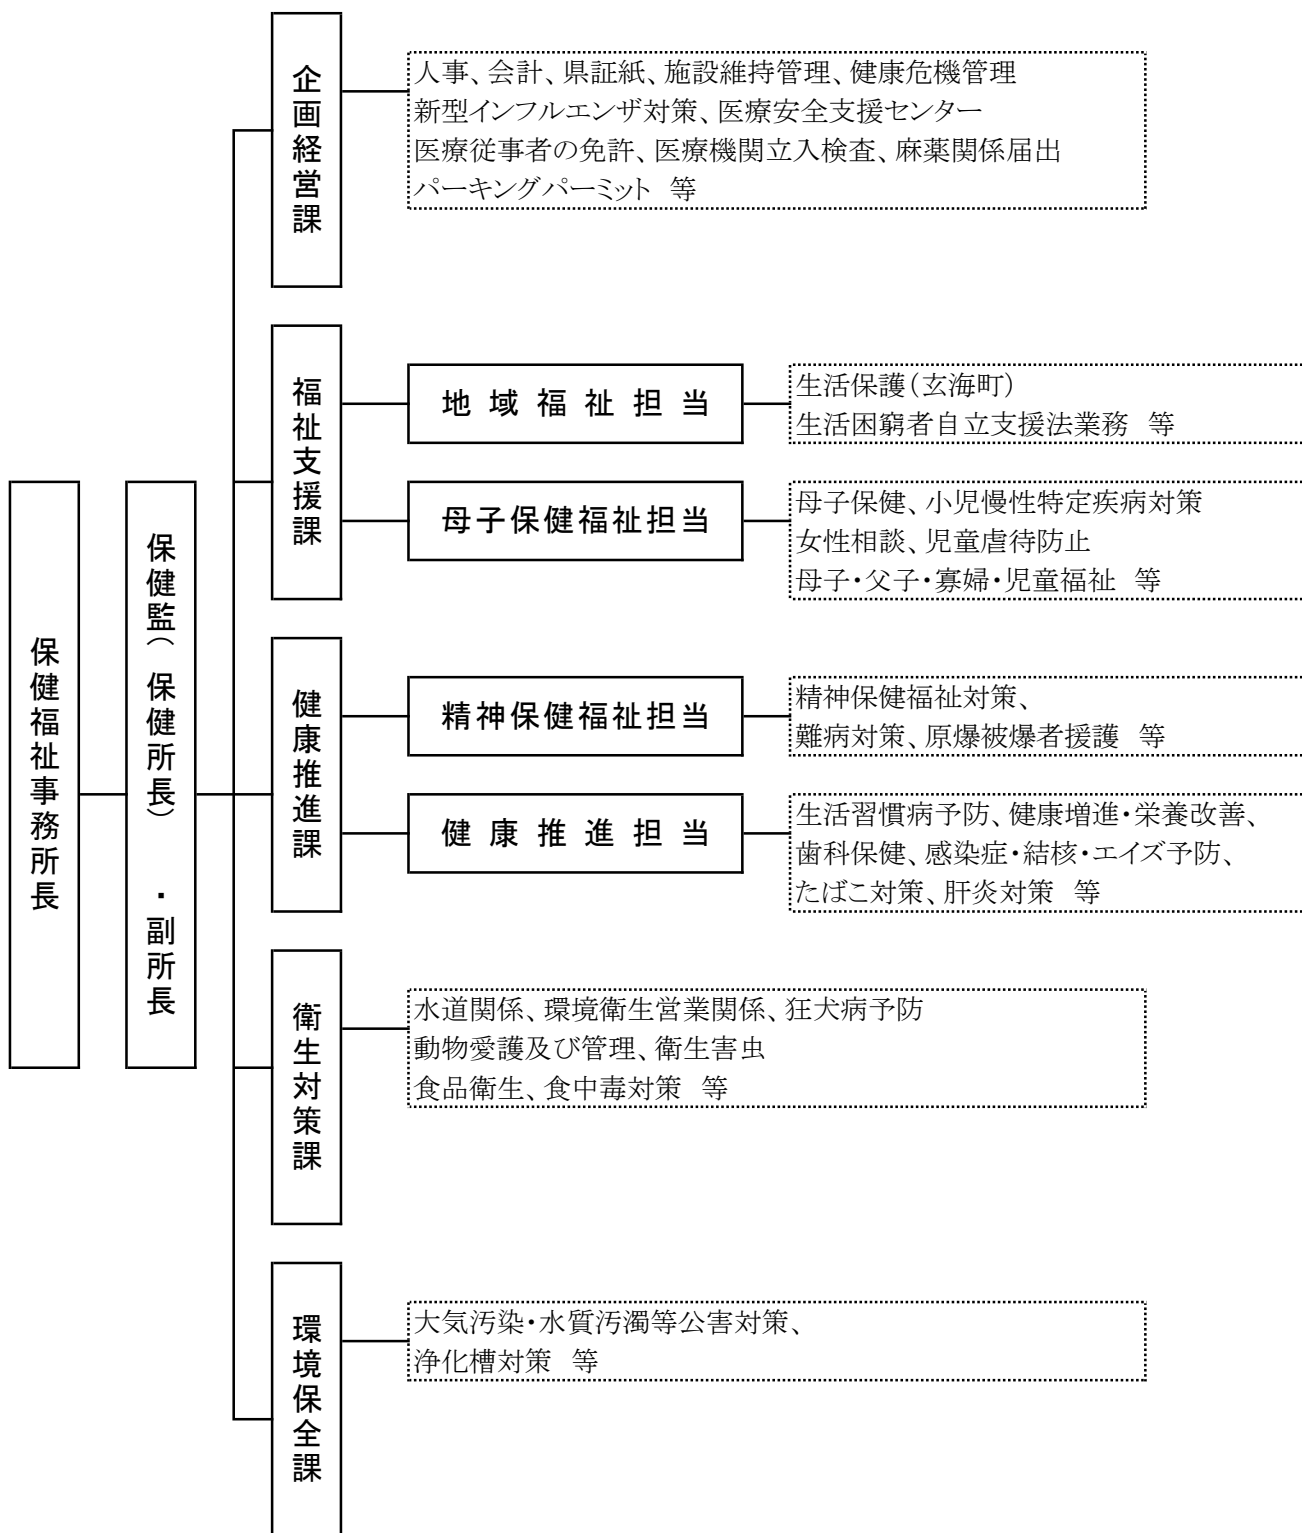 保健福祉事務所長
保健監(保健所長)・副所長
企画経営課
人事、会計、県証紙、施設維持管理、健康危機管理
新型インフルエンザ対策、医療安全支援センター
医療従事者の免許、医療機関立入検査、麻薬関係届出
パーキングパーミット 等
福祉支援課
地域福祉担当
生活保護(玄海町)
生活困窮者自立支援法業務 等
母子保健福祉担当
母子保健、小児慢性特定疾病対策
女性相談、児童虐待防止
母子・父子・寡婦・児童福祉 等
健康推進課
精神保健福祉担当
精神保健福祉対策、
難病対策、原爆被爆者援護 等
健康推進担当
生活習慣病予防、健康増進・栄養改善、
歯科保健、感染症・結核・エイズ予防、
たばこ対策、肝炎対策 等
衛生対策課
水道関係、環境衛生営業関係、狂犬病予防
動物愛護及び管理、衛生害虫
食品衛生、食中毒対策 等
環境保全課
大気汚染・水質汚濁等公害対策、
浄化槽対策 等